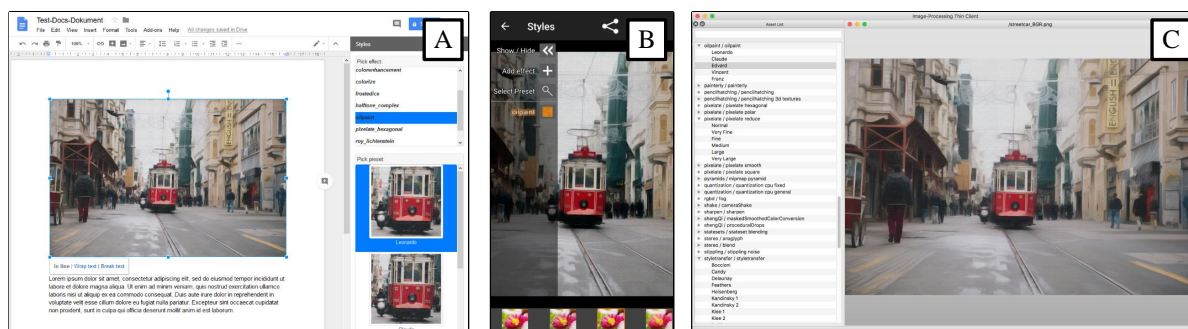 Test-Docs-Dokument
File Edit View Insert Format Tools Add-ons Help All changes saved in Drive
100%
Styles
A
Pick effect:
colorenhancement
colorize
frostedice
halftone_complex
oilpaint
pixelate_hexagonal
roy_lichtenstein
Pick preset:
Leonardo
Claude
In line | Wrap text | Break text
Lorem ipsum dolor sit amet, consectetur adipiscing elit, sed do eiusmod tempor incididunt ut
labore et dolore magna aliqua. Ut enim ad minim veniam, quis nostrud exercitation ullamco
laboris nisi ut aliquip ex ea commodo consequat. Duis aute irure dolor in reprehenderit in
voluptate velit esse cillum dolore eu fugiat nulla pariatur. Excepteur sint occaecat cupidatat
non proident, sunt in culpa qui officia deserunt mollit anim id est laborum.
Styles
B
Show / Hide
Add effect
Select Preset
oilpaint
Image-Processing Thin Client
Asset List
/streetcar_BGR.png
C
oilpaint / oilpaint
Leonardo
Claude
Edvard
Vincent
Franz
painterly / painterly
pencilhatching / pencilhatching
pencilhatching / pencilhatching 3d textures
pixelate / pixelate hexagonal
pixelate / pixelate polar
pixelate / pixelate reduce
Normal
Very Fine
Fine
Medium
Large
Very Large
pixelate / pixelate smooth
pixelate / pixelate square
pyramids / mipmap pyramid
quantization / quantization cpu fixed
quantization / quantization cpu general
rgbd / fog
shake / cameraShake
sharpen / sharpen
shengQi / maskedSmoothedColorConversion
shengQi / proceduralDrops
statesets / stateset blending
stereo / anaglyph
stereo / blend
stippling / stippling noise
styletransfer / styletransfer
Boccioni
Candy
Delaunay
Feathers
Heisenberg
Kandinsky 1
Kandinsky 2
Klee 1
Klee 2
ENGLISH